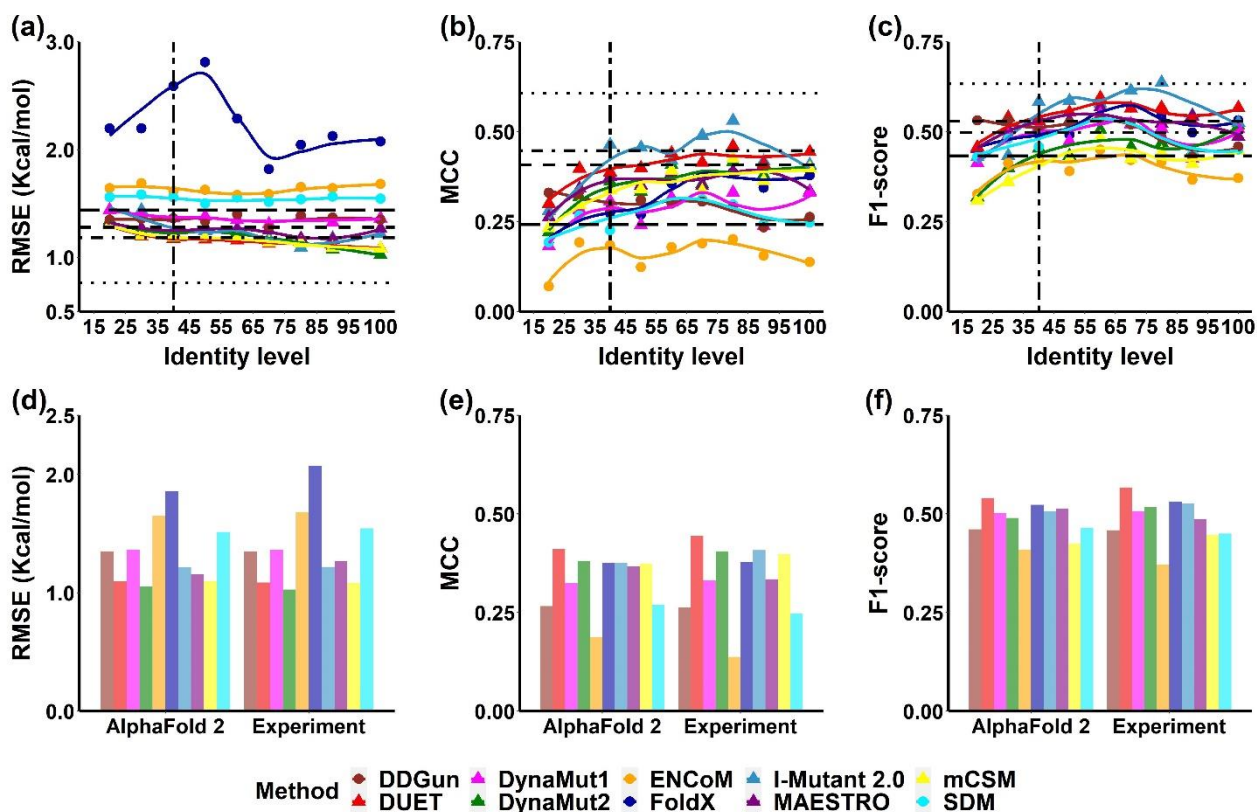 (a)
(b)
(c)
RMSE (Kcal/mol)
3.0
2.0
1.0
0.5
15 25 35 45 55 65 75 85 95 100
Identity level
MCC
0.75
0.50
0.25
0.00
15 25 35 45 55 65 75 85 95 100
Identity level
F1-score
0.75
0.50
0.25
0.00
15 25 35 45 55 65 75 85 95 100
Identity level
(d)
(e)
(f)
RMSE (Kcal/mol)
2.5
2.0
1.0
0.0
AlphaFold 2 Experiment
MCC
0.75
0.50
0.25
0.00
AlphaFold 2 Experiment
F1-score
0.75
0.50
0.25
0.00
AlphaFold 2 Experiment
Method
DDGun DynaMut1 ENCoM I-Mutant 2.0 mCSM
DUET DynaMut2 FoldX MAESTRO SDM